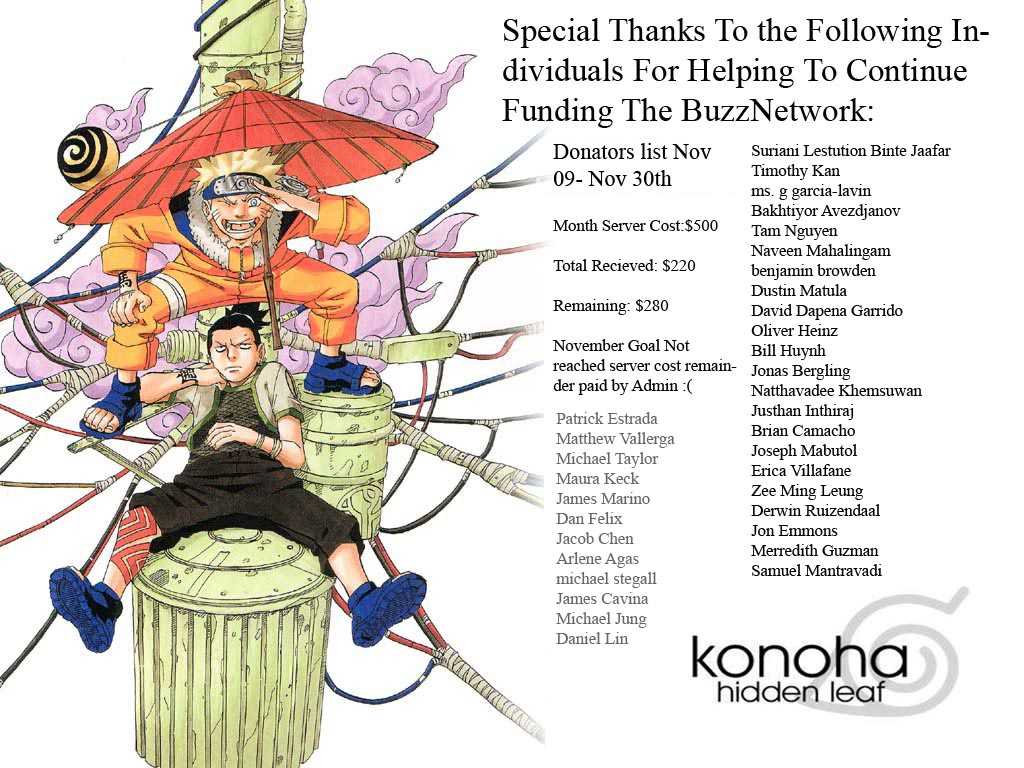 Special Thanks To the Following In-
dividuals For Helping To Continue
Funding The BuzzNetwork:
Donators list Nov
09- Nov 30th
Month Server Cost:$500
Total Recieved: $220
Remaining: $280
November Goal Not
reached server cost remain-
der paid by Admin :(
Patrick Estrada
Matthew Vallerga
Michael Taylor
Maura Keck
James Marino
Dan Felix
Jacob Chen
Arlene Agas
michael stegall
James Cavina
Michael Jung
Daniel Lin
Suriani Lestution Binte Jaafar
Timothy Kan
ms. g garcia-lavin
Bakhtiyor Avezdjanov
Tam Nguyen
Naveen Mahalingam
benjamin browden
Dustin Matula
David Dapena Garrido
Oliver Heinz
Bill Huynh
Jonas Bergling
Natthavadee Khemsuwan
Justhan Inthiraj
Brian Camacho
Joseph Mabutol
Erica Villafane
Zee Ming Leung
Derwin Ruizendaal
Jon Emmons
Merredith Guzman
Samuel Mantravadi
konoha
hidden leaf